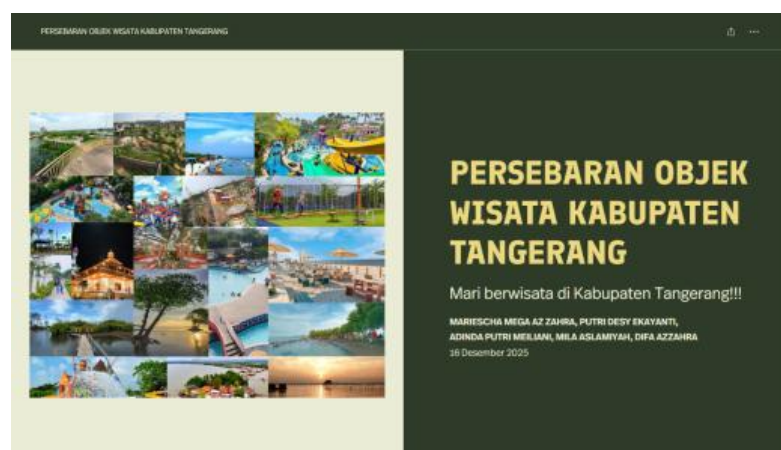 PERSEBARAN OBJEK WISATA KABUPATEN TANGERANG
PERSEBARAN OBJEK
WISATA KABUPATEN
TANGERANG
Mari berwisata di Kabupaten Tangerang!!!
MARIESCHA MEGA AZ ZAHRA, PUTRI DESY EKAYANTI,
ADINDA PUTRI MEILIANI, MILA ASLAMIYAH, DIFA AZZAHRA
16 Desember 2025